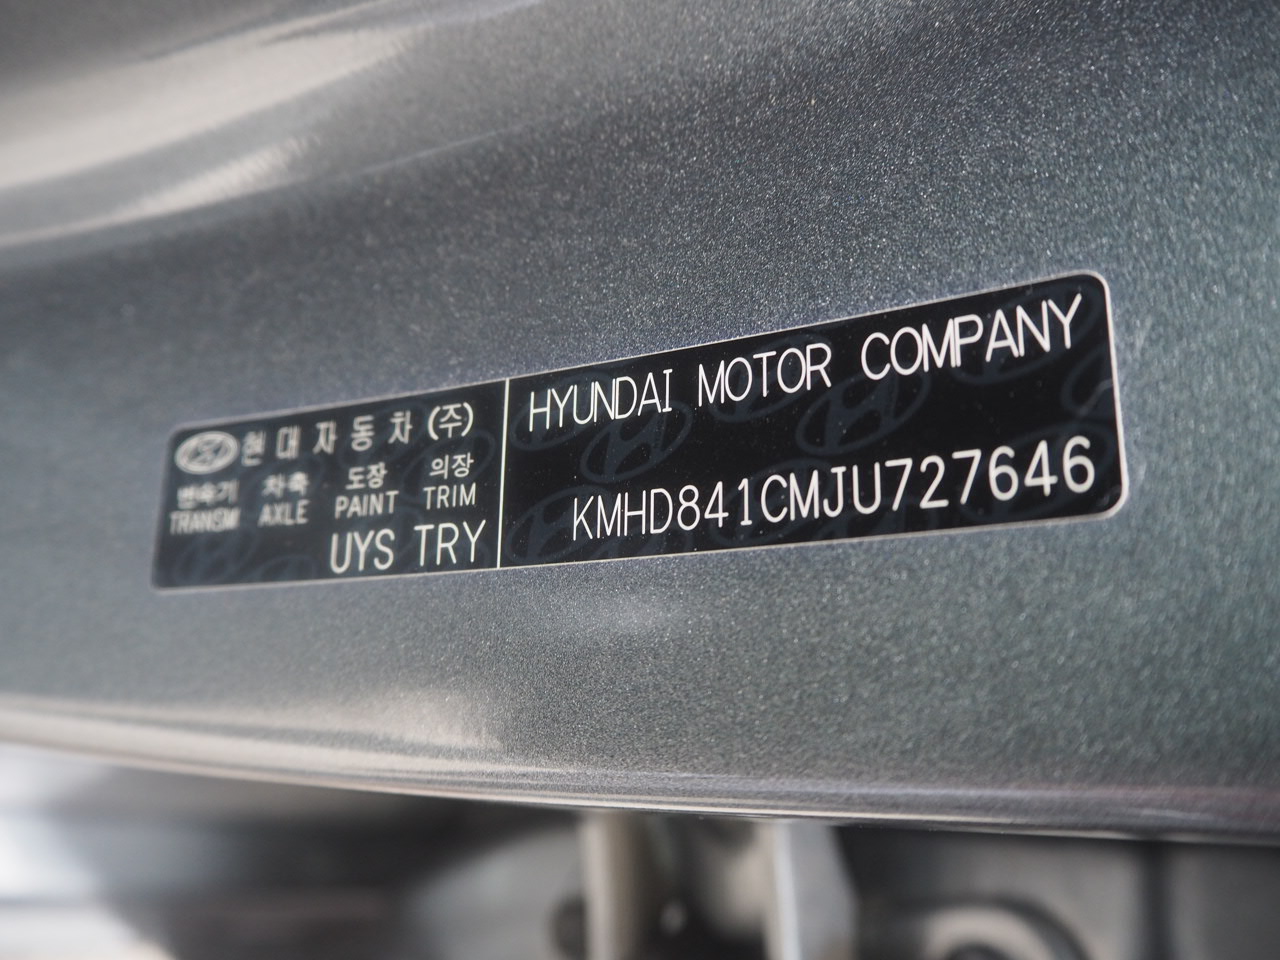 현대자동차(주)
변속기 차축 도장 의장
TRANSM AXLE PAINT TRIM
UYS TRY
HYUNDAI MOTOR COMPANY
KMHD841CMJU727646